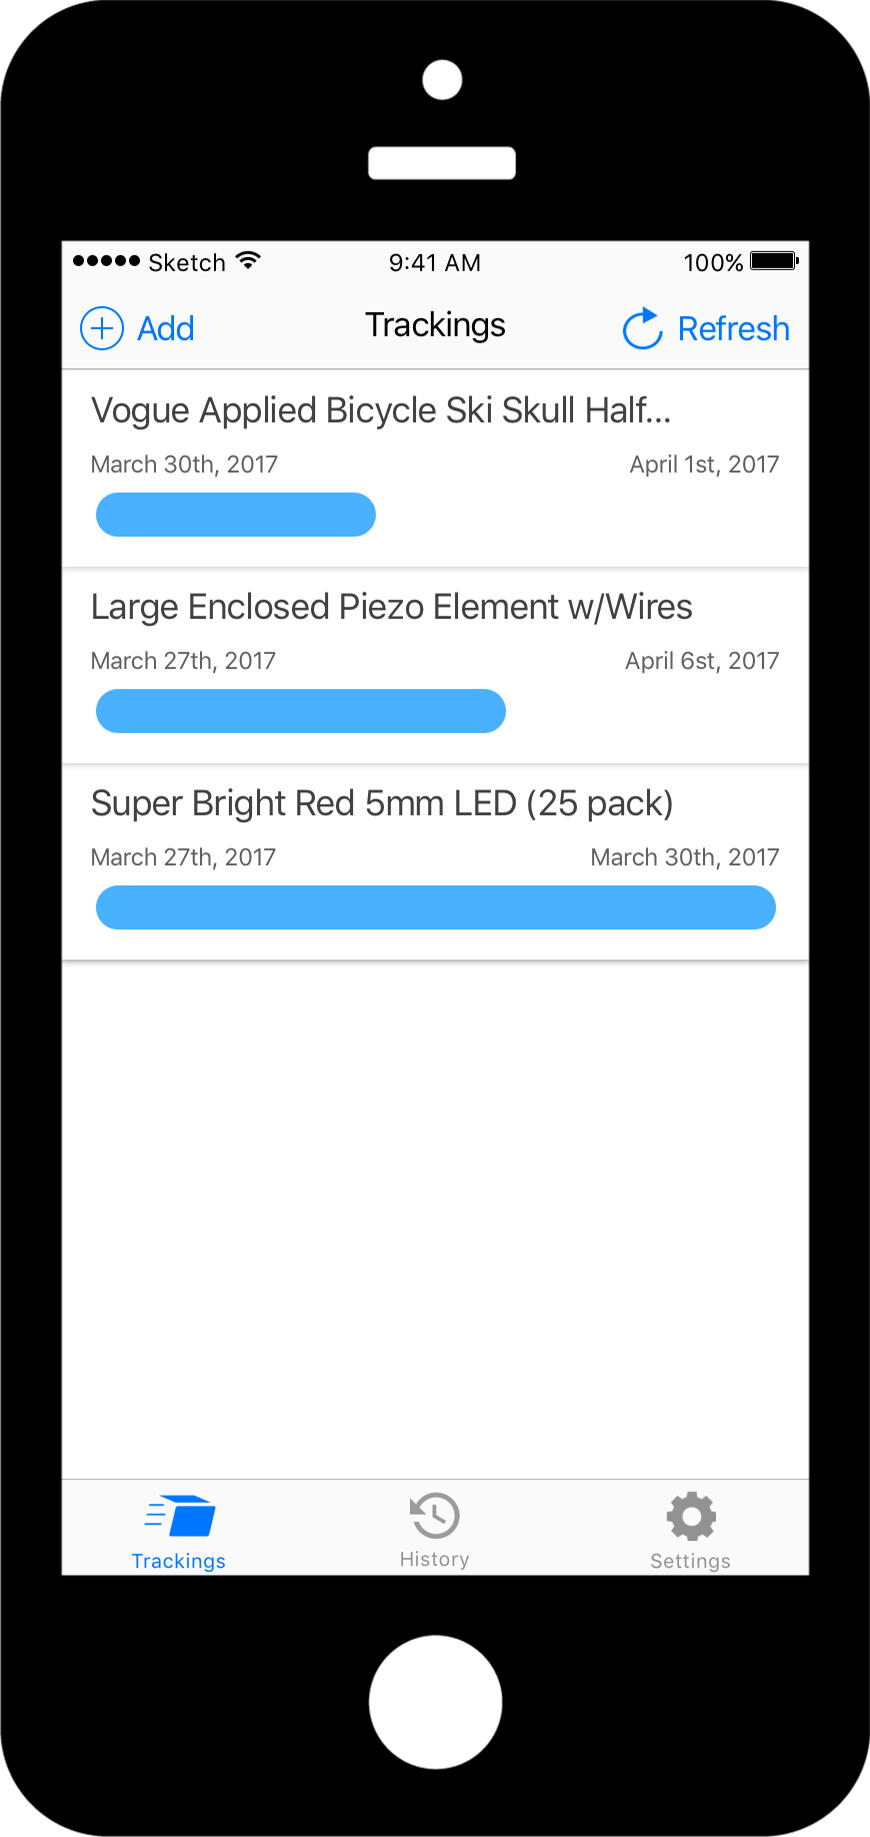 Sketch 9:41 AM 100%
Add Trackings Refresh
Vogue Applied Bicycle Ski Skull Half...
March 30th, 2017 April 1st, 2017
Large Enclosed Piezo Element w/Wires
March 27th, 2017 April 6st, 2017
Super Bright Red 5mm LED (25 pack)
March 27th, 2017 March 30th, 2017
Trackings History Settings